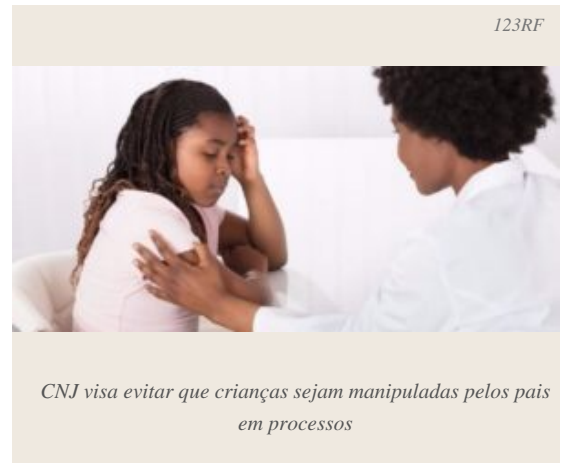 123RF
CNJ visa evitar que crianças sejam manipuladas pelos pais
em processos